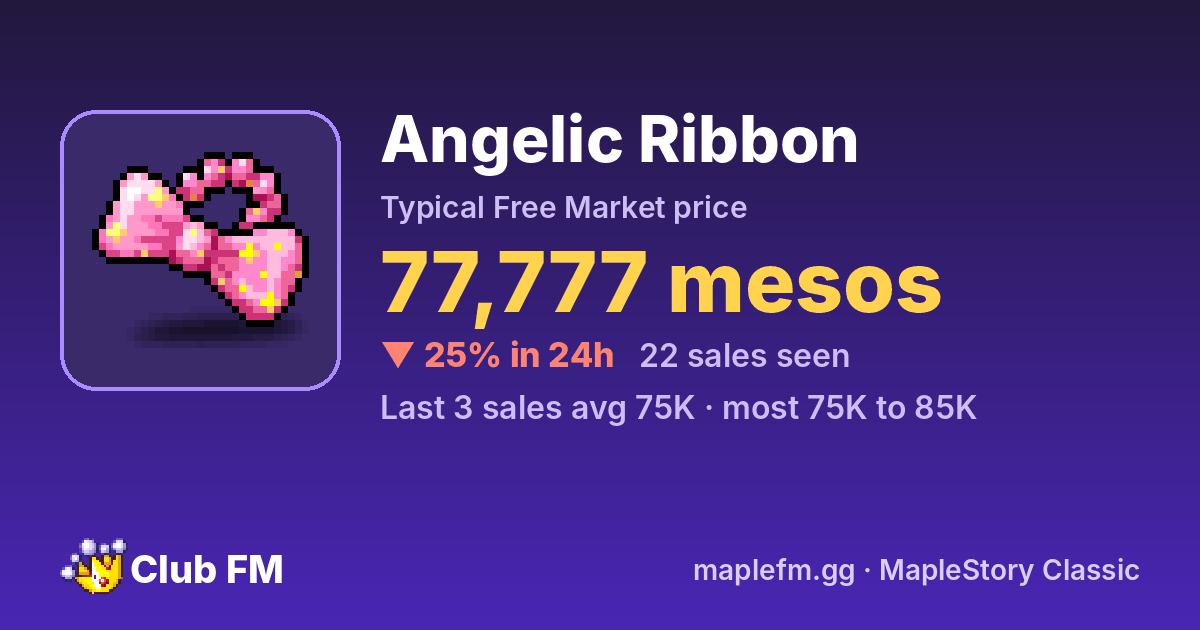 Angelic Ribbon
Typical Free Market price
77,777 mesos
▼ 25% in 24h 22 sales seen
Last 3 sales avg 75K · most 75K to 85K
Club FM
maplefm.gg · MapleStory Classic